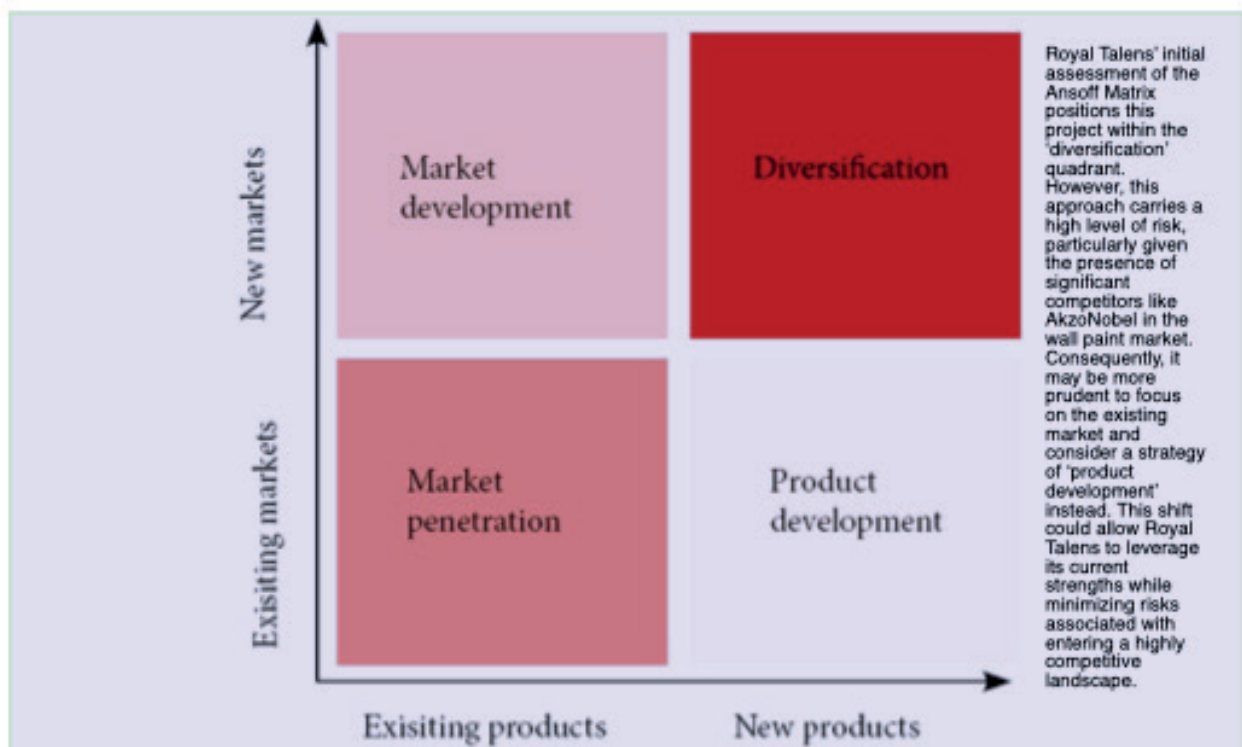 New markets
Exisiting markets
Market
development
Diversification
Market
penetration
Product
development
Exisiting products
New products
Royal Talens' initial
assessment of the
Ansoff Matrix
positions this
project within the
'diversification'
quadrant.
However, this
approach carries a
high level of risk,
particularly given
the presence of
significant
competitors like
AkzoNobel in the
wall paint market.
Consequently, it
may be more
prudent to focus
on the existing
market and
consider a strategy
of 'product
development'
instead. This shift
could allow Royal
Talens to leverage
its current
strengths while
minimizing risks
associated with
entering a highly
competitive
landscape.